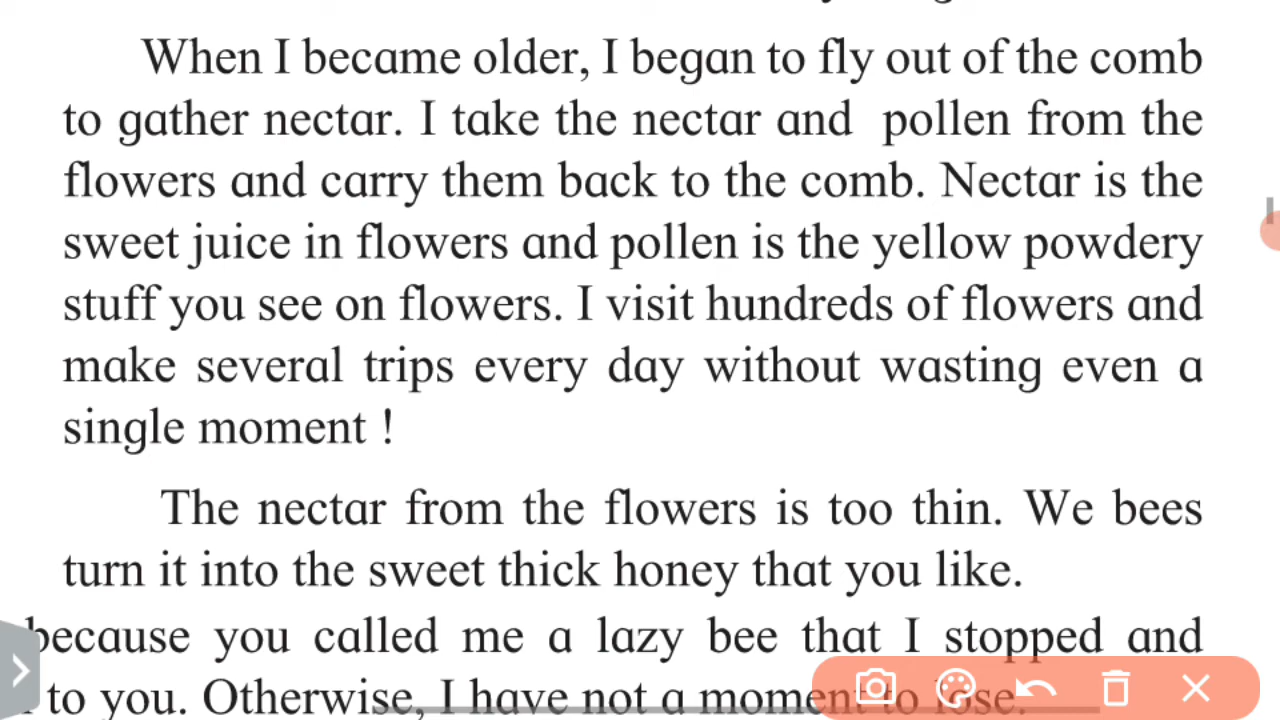 When I became older, I began to fly out of the comb
to gather nectar. I take the nectar and pollen from the
flowers and carry them back to the comb. Nectar is the
sweet juice in flowers and pollen is the yellow powdery
stuff you see on flowers. I visit hundreds of flowers and
make several trips every day without wasting even a
single moment !
The nectar from the flowers is too thin. We bees
turn it into the sweet thick honey that you like.
because you called me a lazy bee that I stopped and
to you. Otherwise, I have not a moment to lose.